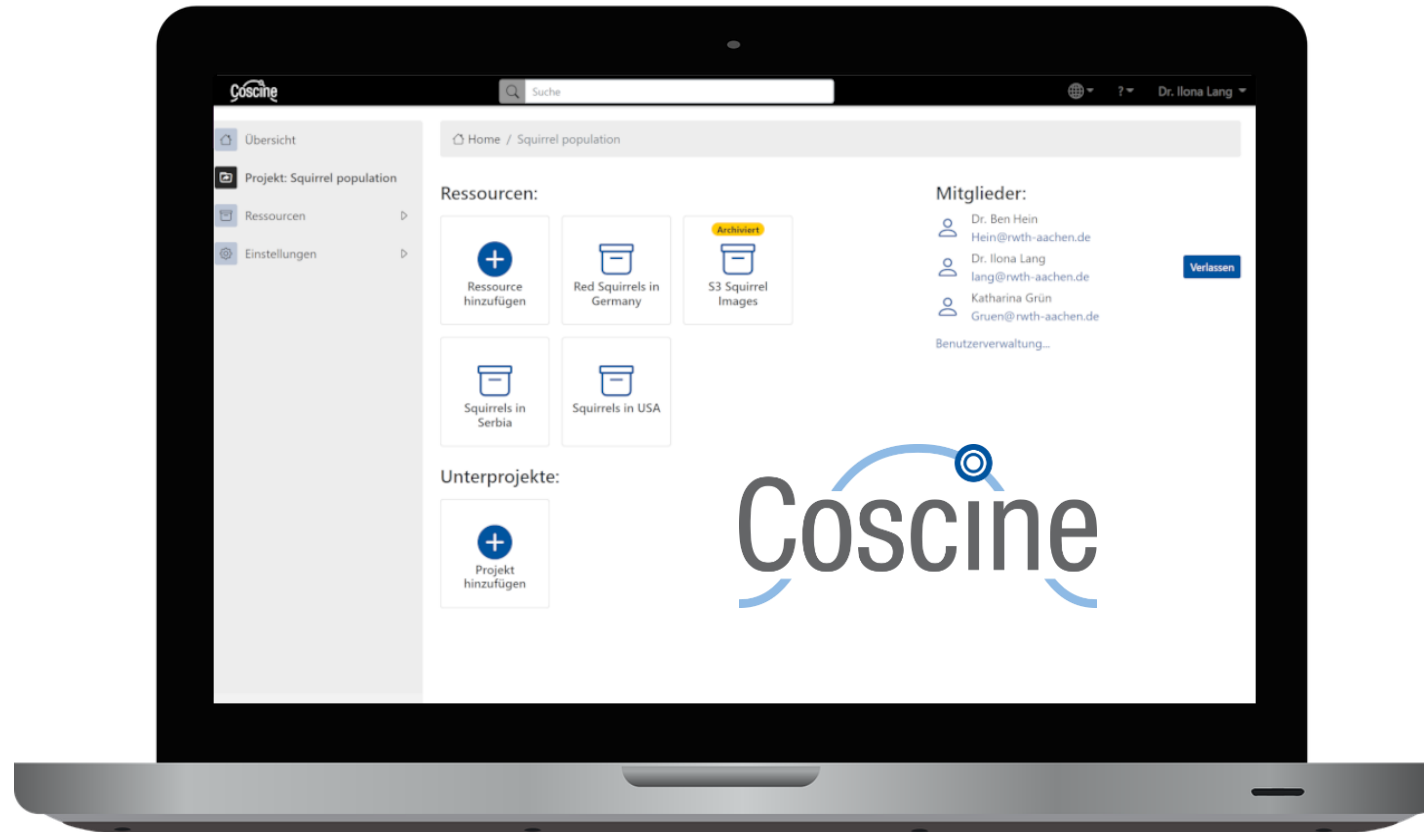 Coscine
Suche
? Dr. Ilona Lang
Übersicht
Projekt: Squirrel population
Ressourcen
Einstellungen
Home / Squirrel population
Ressourcen:
Ressource
hinzufügen
Red Squirrels in
Germany
Archiviert
S3 Squirrel
Images
Squirrels in
Serbia
Squirrels in USA
Unterprojekte:
Projekt
hinzufügen
Mitglieder:
Dr. Ben Hein
Hein@rwth-aachen.de
Dr. Ilona Lang
lang@rwth-aachen.de
Verlassen
Katharina Grün
Gruen@rwth-aachen.de
Benutzerverwaltung...
Coscine